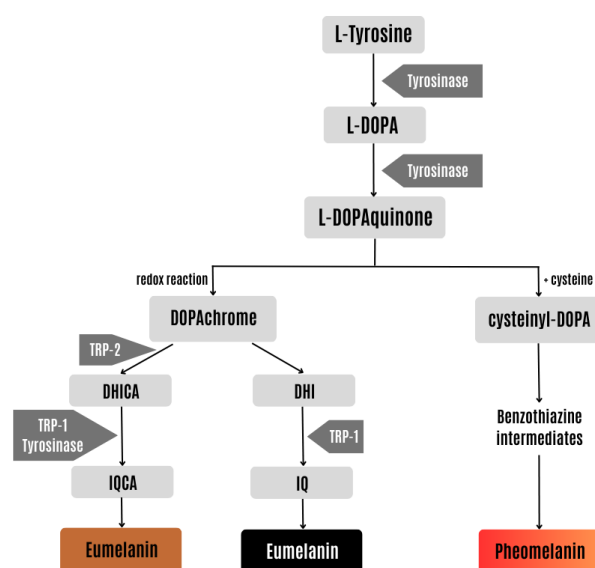 L-Tyrosine
Tyrosinase
L-DOPA
Tyrosinase
L-DOPAquinone
redox reaction
+ cysteine
DOPAchrome
cysteinyl-DOPA
TRP-2
DHICA
DHI
TRP-1
Tyrosinase
TRP-1
Benzothiazine
intermediates
IQCA
IQ
Eumelanin
Eumelanin
Pheomelanin